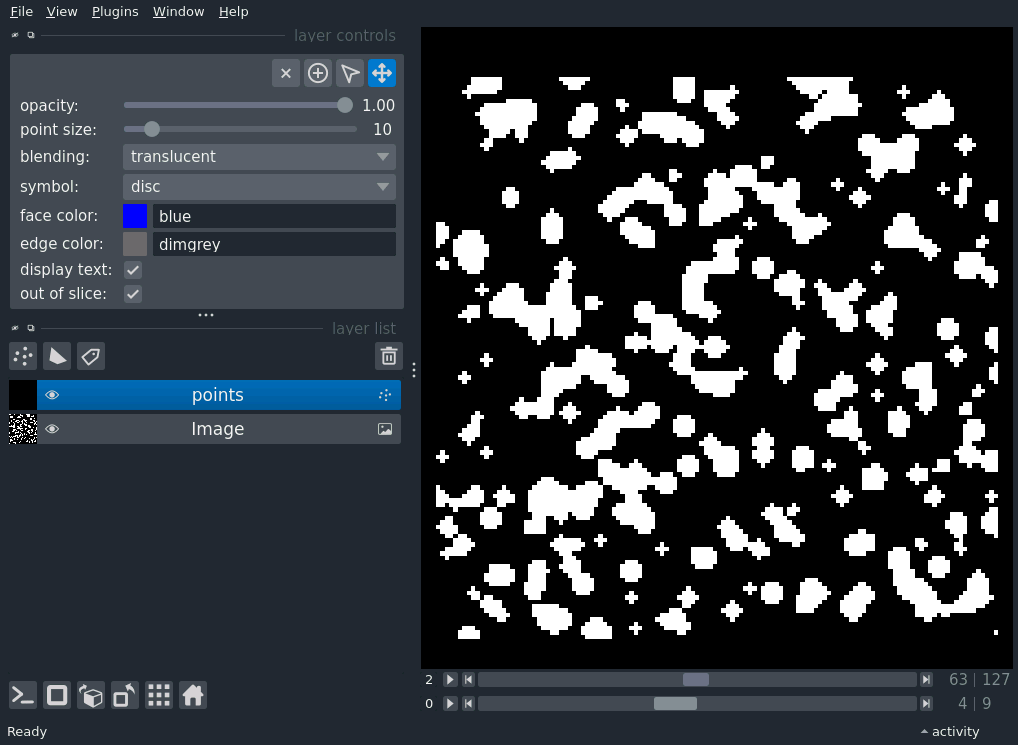 File View Plugins Window Help
layer controls
opacity: 1.00
point size: 10
blending: translucent
symbol: disc
face color: blue
edge color: dimgrey
display text:
out of slice:
layer list
points
Image
2 63 | 127
0 4 | 9
Ready activity